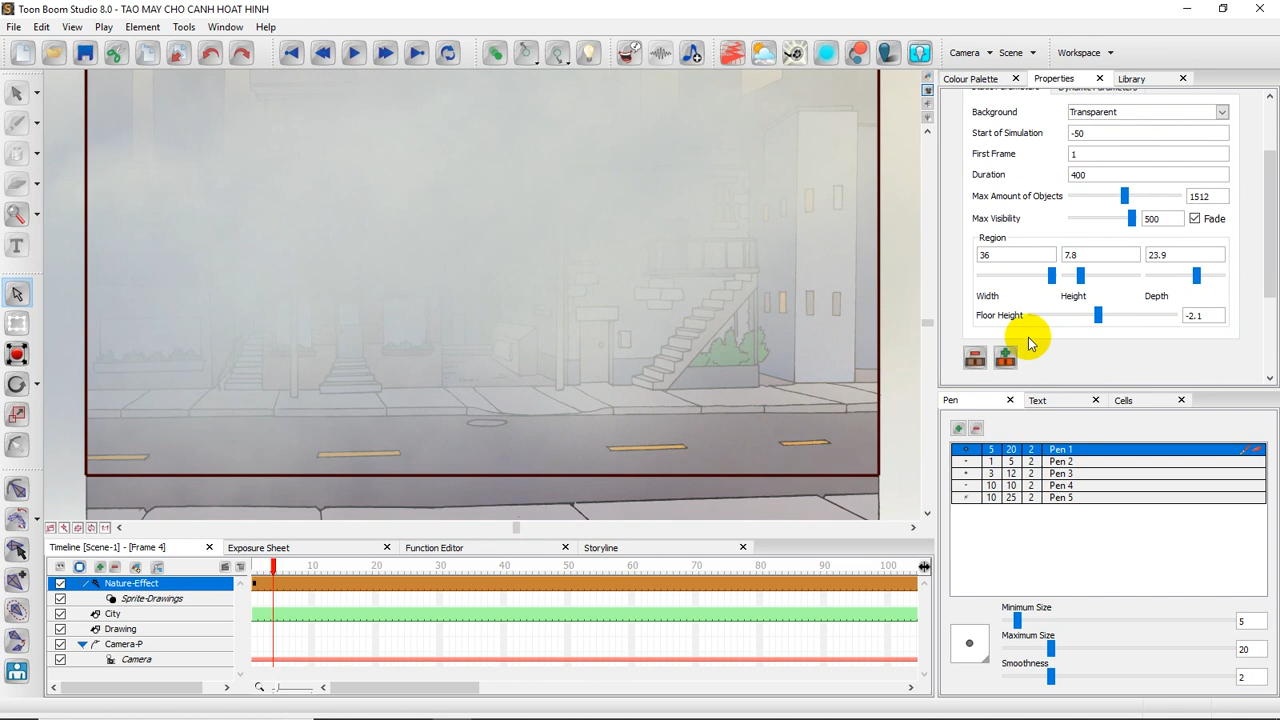 Toon Boom Studio 8.0 - TAO MAY CHO CANH HOAT HINH
File Edit View Play Element Tools Window Help
Camera Scene Workspace
Colour Palette Properties Library
Background Transparent
Start of Simulation -50
First Frame 1
Duration 400
Max Amount of Objects 1512
Max Visibility 500 Fade
Region
36 7.8 23.9
Width Height Depth
Floor Height -2.1
Pen Text Cells
5 20 2 Pen 1
1 5 2 Pen 2
3 12 2 Pen 3
10 10 2 Pen 4
10 25 2 Pen 5
Timeline [Scene-1] - [Frame 4] Exposure Sheet Function Editor Storyline
10 20 30 40 50 60 70 80 90 100
Nature-Effect
Sprite-Drawings
City
Drawing
Camera-P
Camera
Minimum Size
5
Maximum Size
20
Smoothness
2